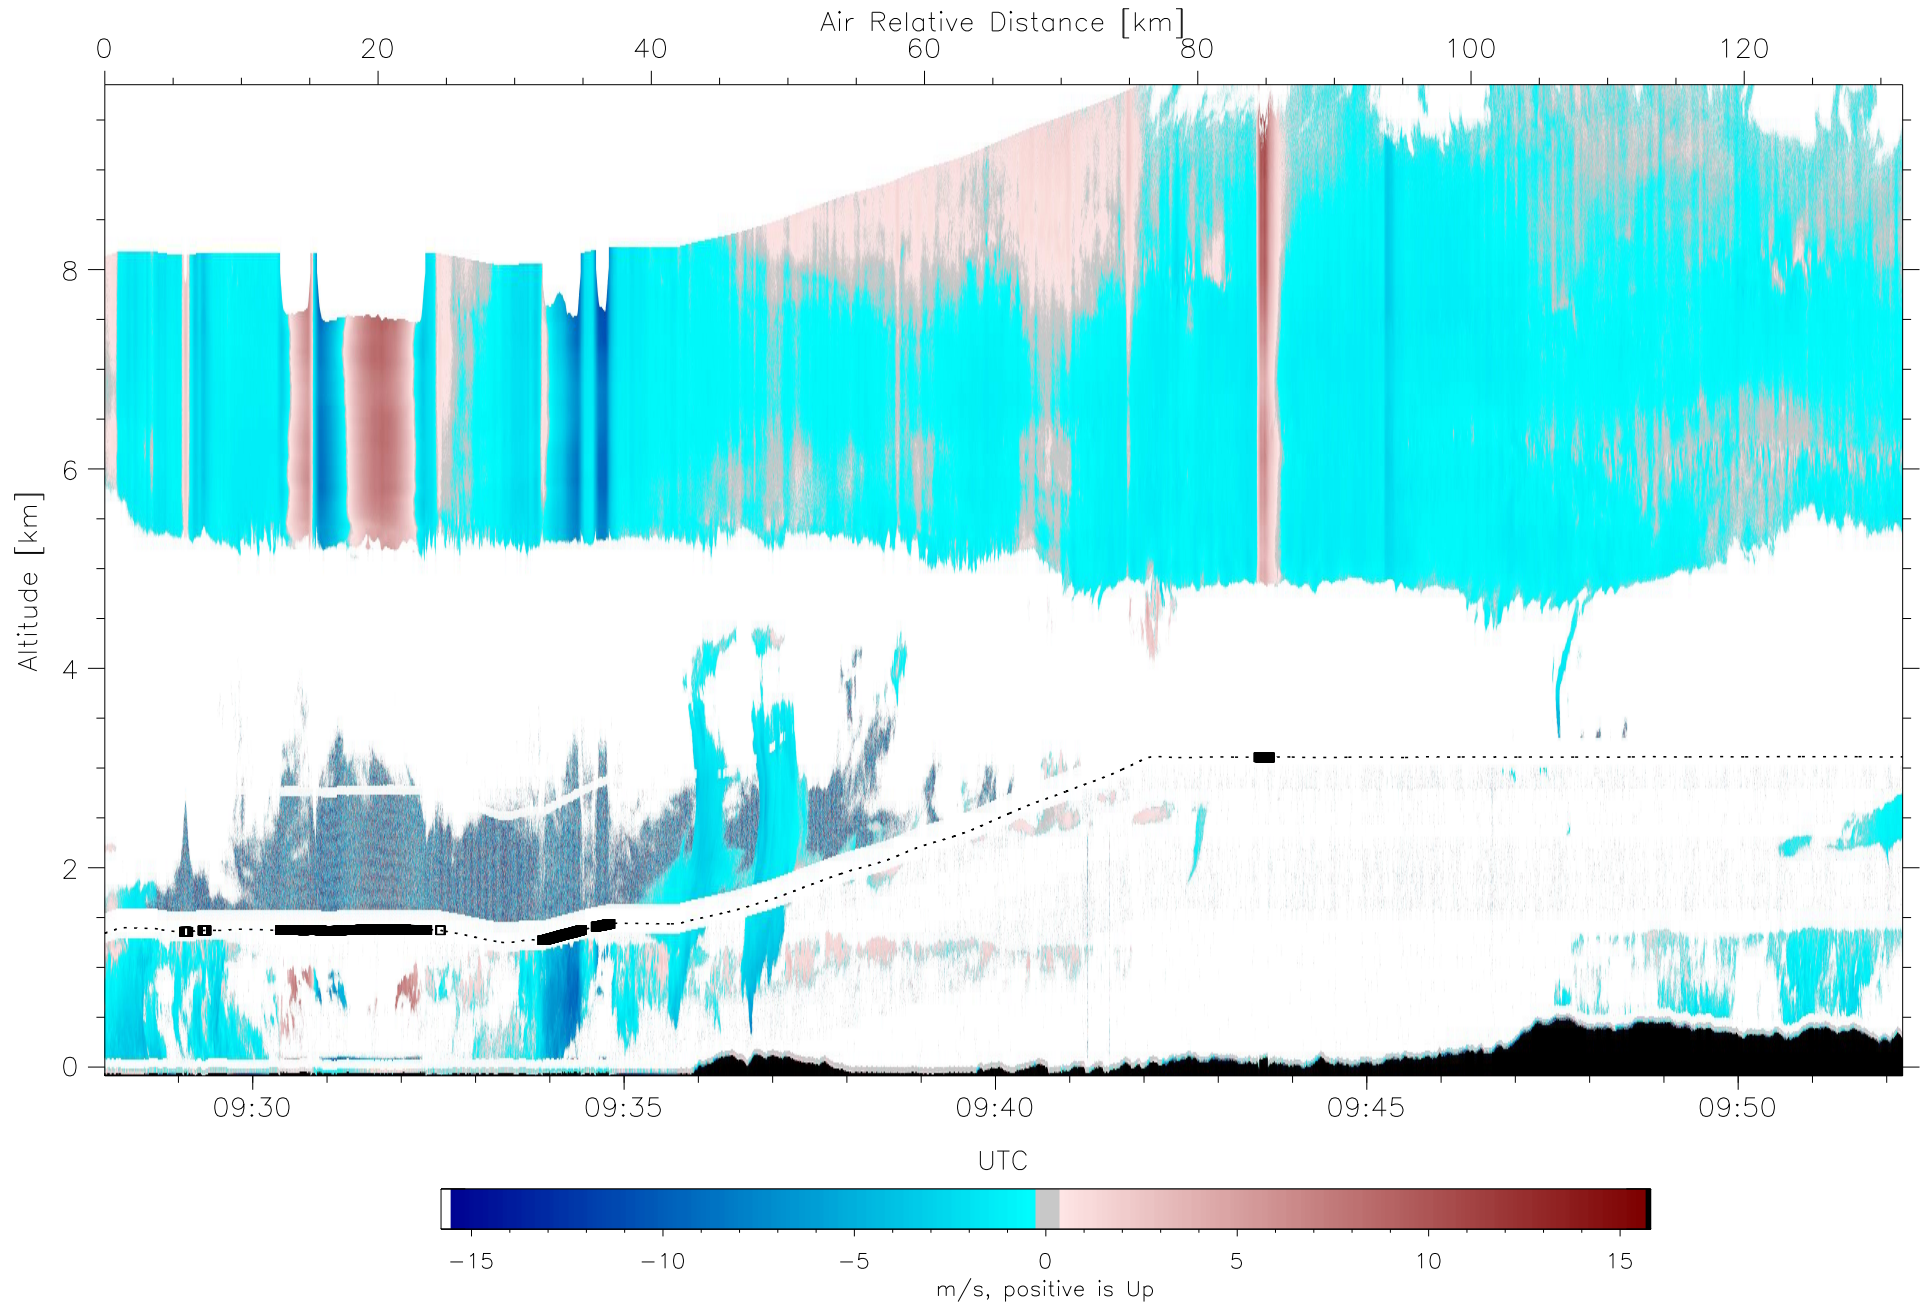 Air Relative Distance [km]
0 20 40 60 80 100 120
8
6
4
2
0
Altitude [km]
09:30 09:35 09:40 09:45 09:50
UTC
−15 −10 −5 0 5 10 15
m/s, positive is Up